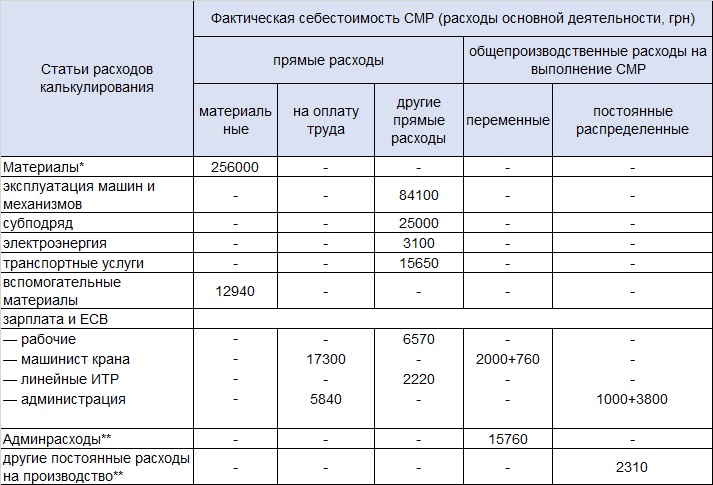 Фактическая себестоимость СМР (расходы основной деятельности, грн)
Статьи расходов
калькулирования
прямые расходы
общепроизводственные расходы на
выполнение СМР
материаль
ные
на оплату
труда
другие
прямые
расходы
переменные
постоянные
распределенные
Материалы* 256000 - - - -
эксплуатация машин и
механизмов - - 84100 - -
субподряд - - 25000 - -
электроэнергия - - 3100 - -
транспортные услуги - - 15650 - -
вспомогательные
материалы 12940 - - - -
зарплата и ЕСВ
— рабочие - - 6570 - -
— машинист крана - 17300 - 2000+760 -
— линейные ИТР - - 2220 - -
— администрация - 5840 - - 1000+3800
Админрасходы** - - - 15760 -
другие постоянные расходы
на производство** - - - - 2310